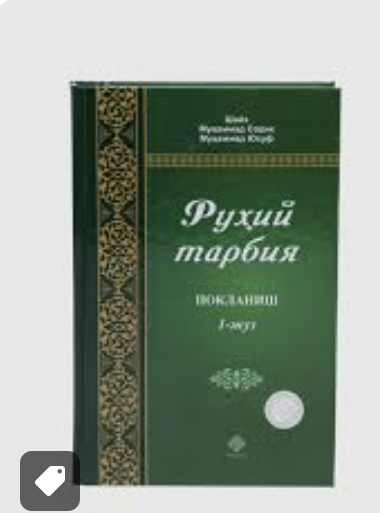 Шайх
Муҳаммад Содиқ
Муҳаммад Юсуф
Руҳий
тарбия
ПОКЛАНИШ
1-жуз